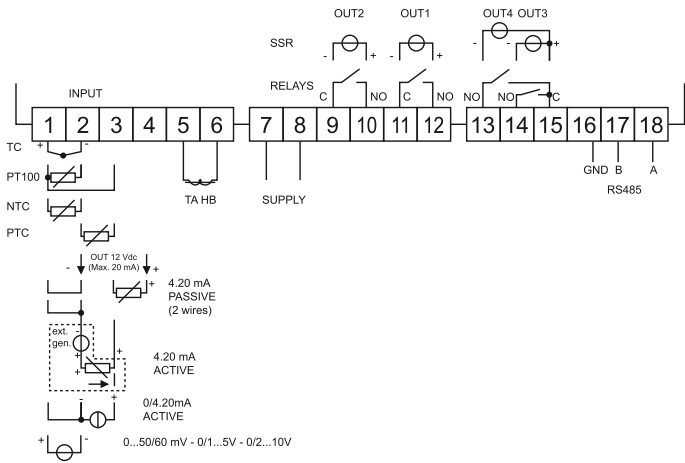 OUT2 OUT1 OUT4 OUT3
SSR - + - + - - +
RELAYS
INPUT C NO C NO NO NO C
1 2 3 4 5 6 7 8 9 10 11 12 13 14 15 16 17 18
TC + -
PT100 GND B A
TA HB SUPPLY RS485
NTC
PTC
OUT 12 Vdc
- (Max. 20 mA) +
+ 4.20 mA
PASSIVE
(2 wires)
ext. -
gen.
+ + + 4.20 mA
ACTIVE
- + 0/4.20mA
ACTIVE
+ - 0...50/60 mV - 0/1...5V - 0/2...10V